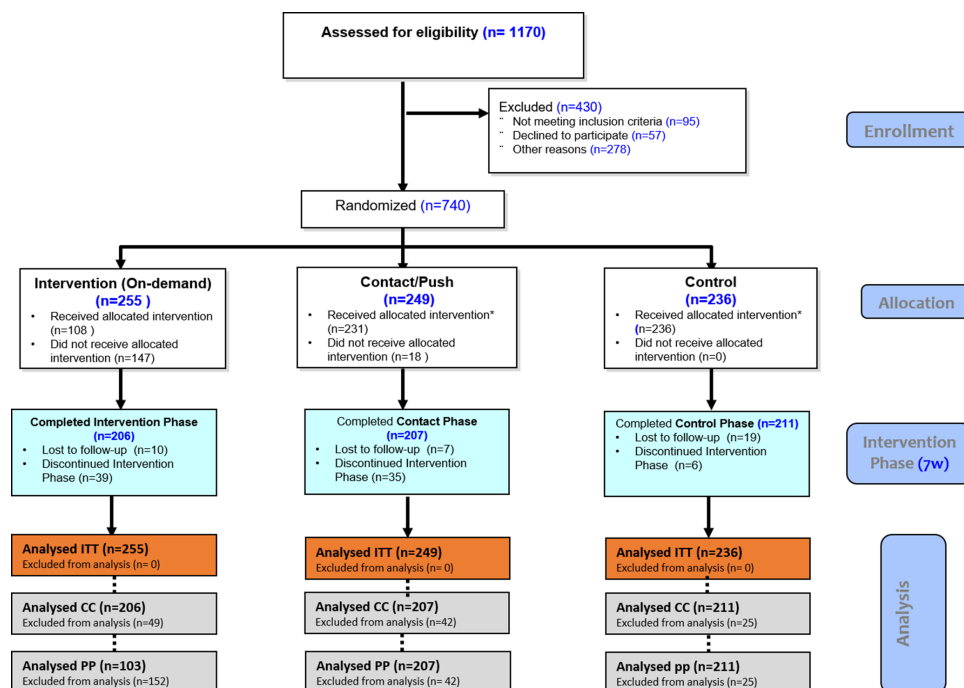 Assessed for eligibility (n= 1170)
Excluded (n=430)
¨ Not meeting inclusion criteria (n=95)
¨ Declined to participate (n=57)
¨ Other reasons (n=278)
Enrollment
Randomized (n=740)
Intervention (On-demand)
(n=255 )
• Received allocated intervention
(n=108 )
• Did not receive allocated
intervention (n=147)
Contact/Push
(n=249)
• Received allocated intervention*
(n=231)
• Did not receive allocated
intervention (n=18 )
Control
(n=236)
• Received allocated intervention*
(n=236)
• Did not receive allocated
intervention (n=0)
Allocation
Completed Intervention Phase
(n=206)
• Lost to follow-up (n=10)
• Discontinued Intervention
Phase (n=39)
Completed Contact Phase
(n=207)
• Lost to follow-up (n=7)
• Discontinued Intervention
Phase (n=35)
Completed Control Phase (n=211)
• Lost to follow-up (n=19)
• Discontinued Intervention
Phase (n=6)
Intervention
Phase (7w)
Analysed ITT (n=255)
Excluded from analysis (n= 0)
Analysed ITT (n=249)
Excluded from analysis (n= 0)
Analysed ITT (n=236)
Excluded from analysis (n= 0)
Analysed CC (n=206)
Excluded from analysis (n=49)
Analysed CC (n=207)
Excluded from analysis (n=42)
Analysed CC (n=211)
Excluded from analysis (n=25)
Analysed PP (n=103)
Excluded from analysis (n=152)
Analysed PP (n=207)
Excluded from analysis (n= 42)
Analysed pp (n=211)
Excluded from analysis (n=25)
Analysis